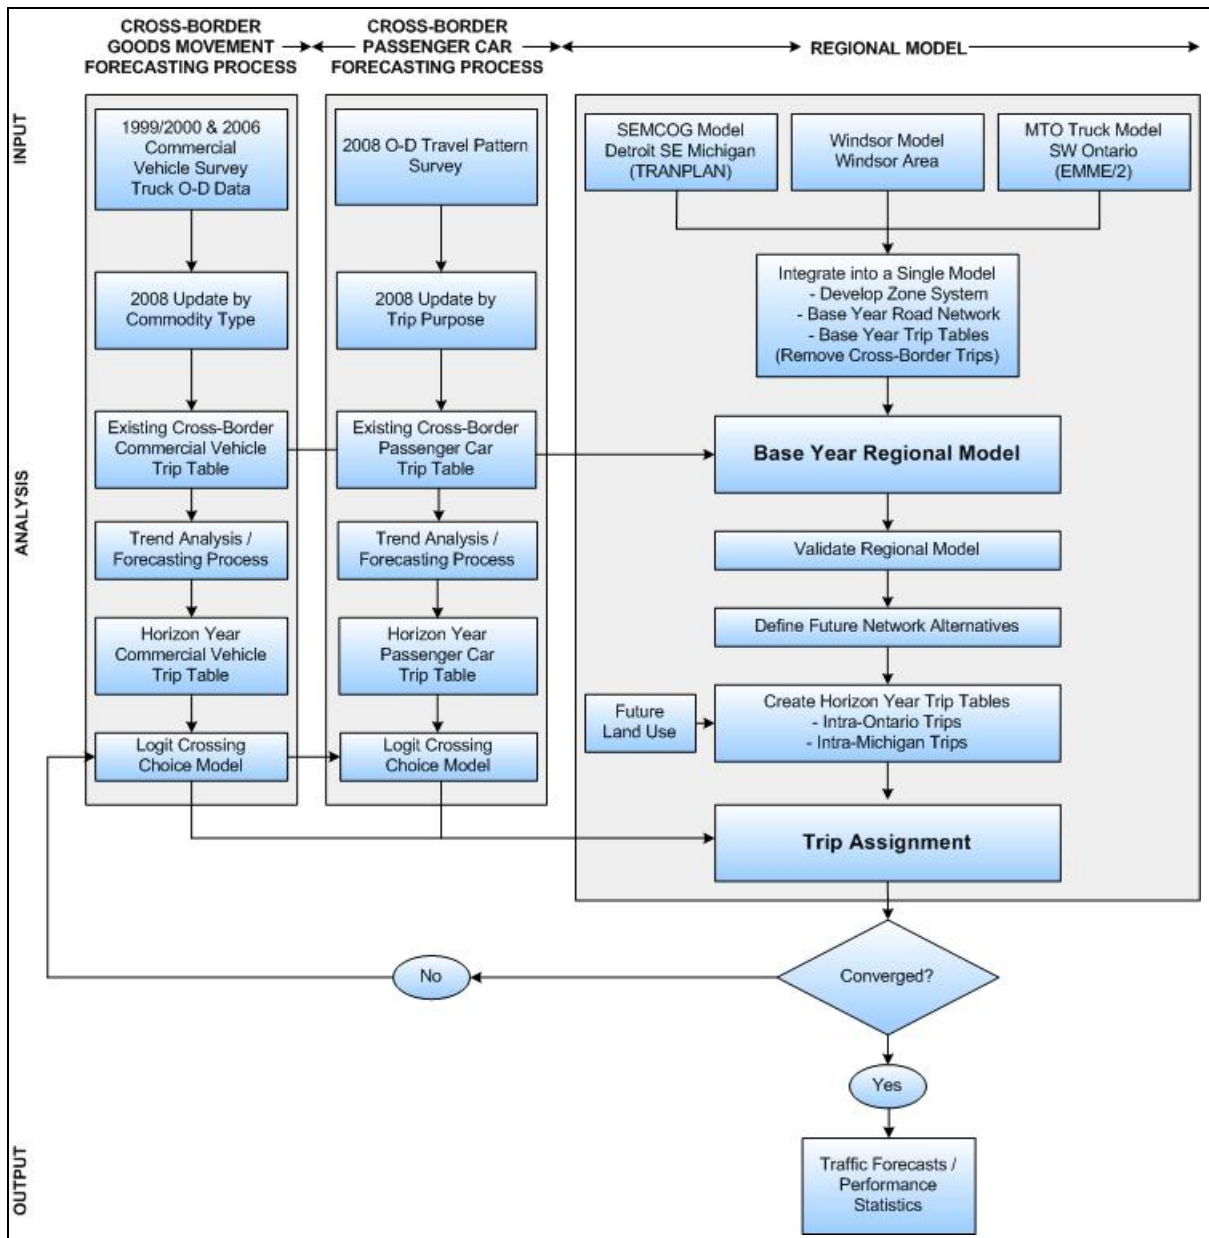 CROSS-BORDER
GOODS MOVEMENT
FORECASTING PROCESS
CROSS-BORDER
PASSENGER CAR
FORECASTING PROCESS
REGIONAL MODEL
INPUT
1999/2000 & 2006
Commercial
Vehicle Survey
Truck O-D Data
2008 O-D Travel Pattern
Survey
SEMCOG Model
Detroit SE Michigan
(TRANPLAN)
Windsor Model
Windsor Area
MTO Truck Model
SW Ontario
(EMME/2)
ANALYSIS
2008 Update by
Commodity Type
2008 Update by
Trip Purpose
Integrate into a Single Model
- Develop Zone System
- Base Year Road Network
- Base Year Trip Tables
(Remove Cross-Border Trips)
Existing Cross-Border
Commercial Vehicle
Trip Table
Existing Cross-Border
Passenger Car
Trip Table
Base Year Regional Model
Trend Analysis /
Forecasting Process
Trend Analysis /
Forecasting Process
Validate Regional Model
Horizon Year
Commercial Vehicle
Trip Table
Horizon Year
Passenger Car
Trip Table
Define Future Network Alternatives
Future
Land Use
Create Horizon Year Trip Tables
- Intra-Ontario Trips
- Intra-Michigan Trips
Logit Crossing
Choice Model
Logit Crossing
Choice Model
Trip Assignment
No
Converged?
Yes
OUTPUT
Traffic Forecasts /
Performance
Statistics